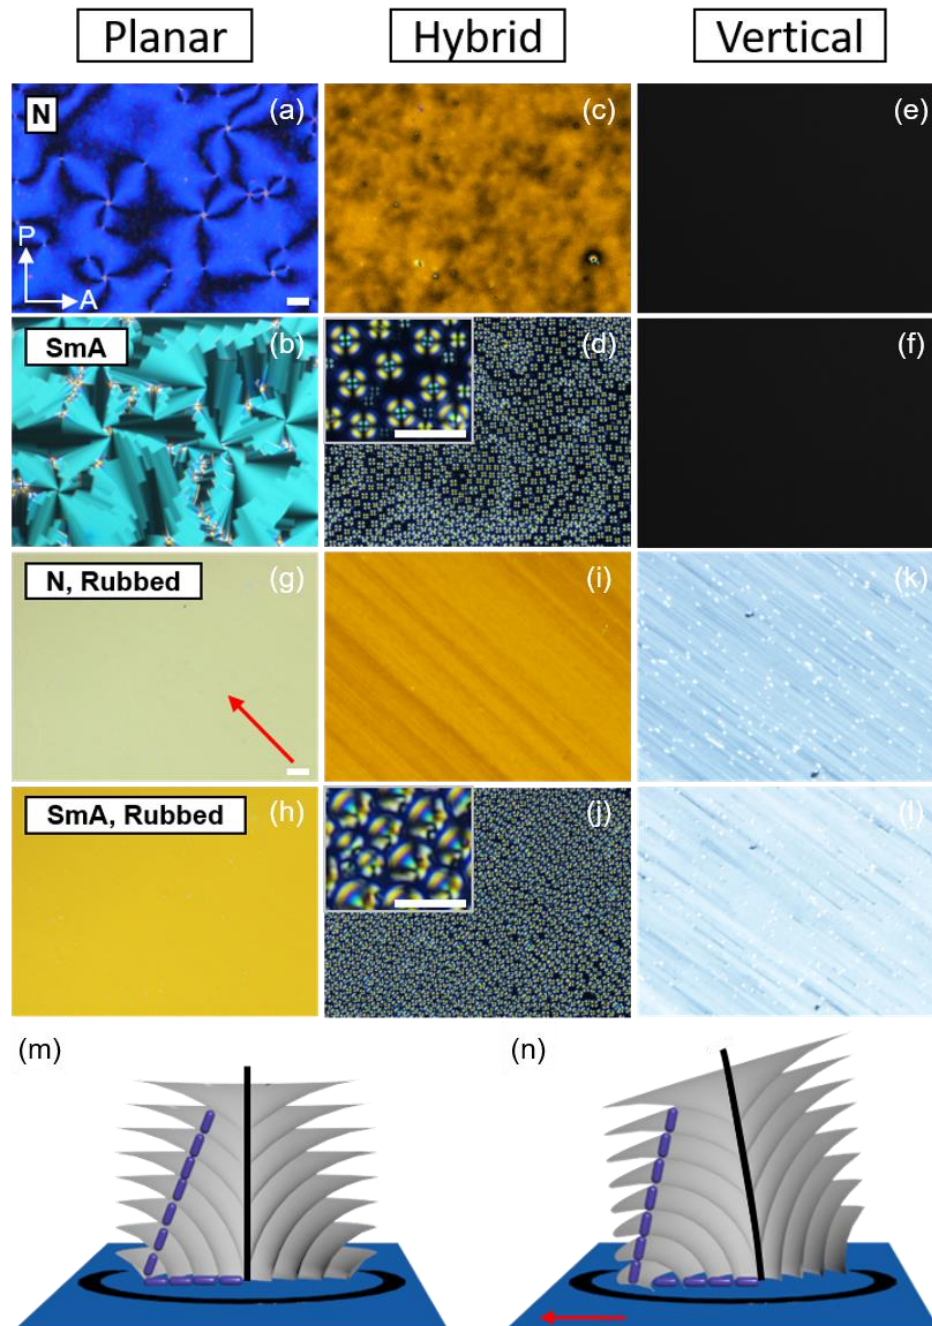 Planar Hybrid Vertical
N (a) (c) (e)
P
A
SmA (b) (d) (f)
N, Rubbed (g) (i) (k)
SmA, Rubbed (h) (j) (l)
(m) (n)